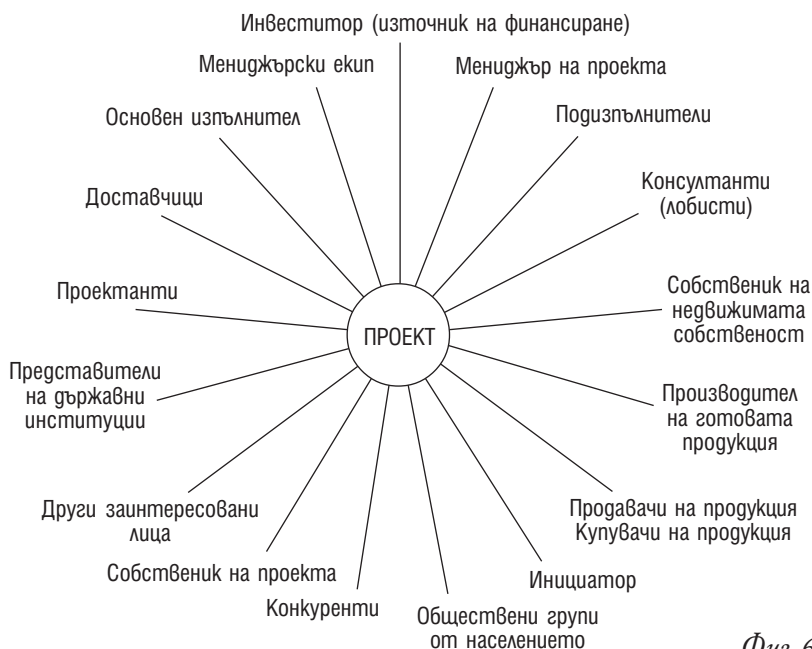 Инвеститор (източник на финансиране)
Мениджърски екип
Мениджър на проекта
Основен изпълнител
Подизпълнители
Доставчици
Консултанти
(лобисти)
Проектанти
Собственик на
недвижимата
собственост
ПРОЕКТ
Представители
на държавни
институции
Производител
на готовата
продукция
Други заинтересовани
лица
Продавачи на продукция
Купувачи на продукция
Собственик на проекта
Инициатор
Конкуренти
Обществени групи
от населението
Фиг. 6